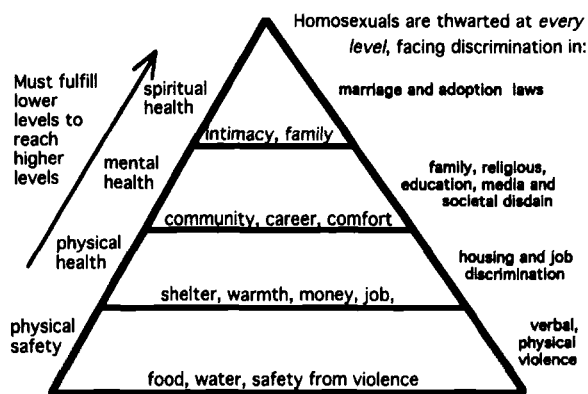 Homosexuals are thwarted at every
level, facing discrimination in:
Must fulfill
lower
levels to
reach
higher
levels
spiritual
health
marriage and adoption laws
intimacy, family
mental
health
family, religious,
education, media and
societal disdain
community, career, comfort
physical
health
housing and job
discrimination
shelter, warmth, money, job,
physical
safety
verbal,
physical
violence
food, water, safety from violence